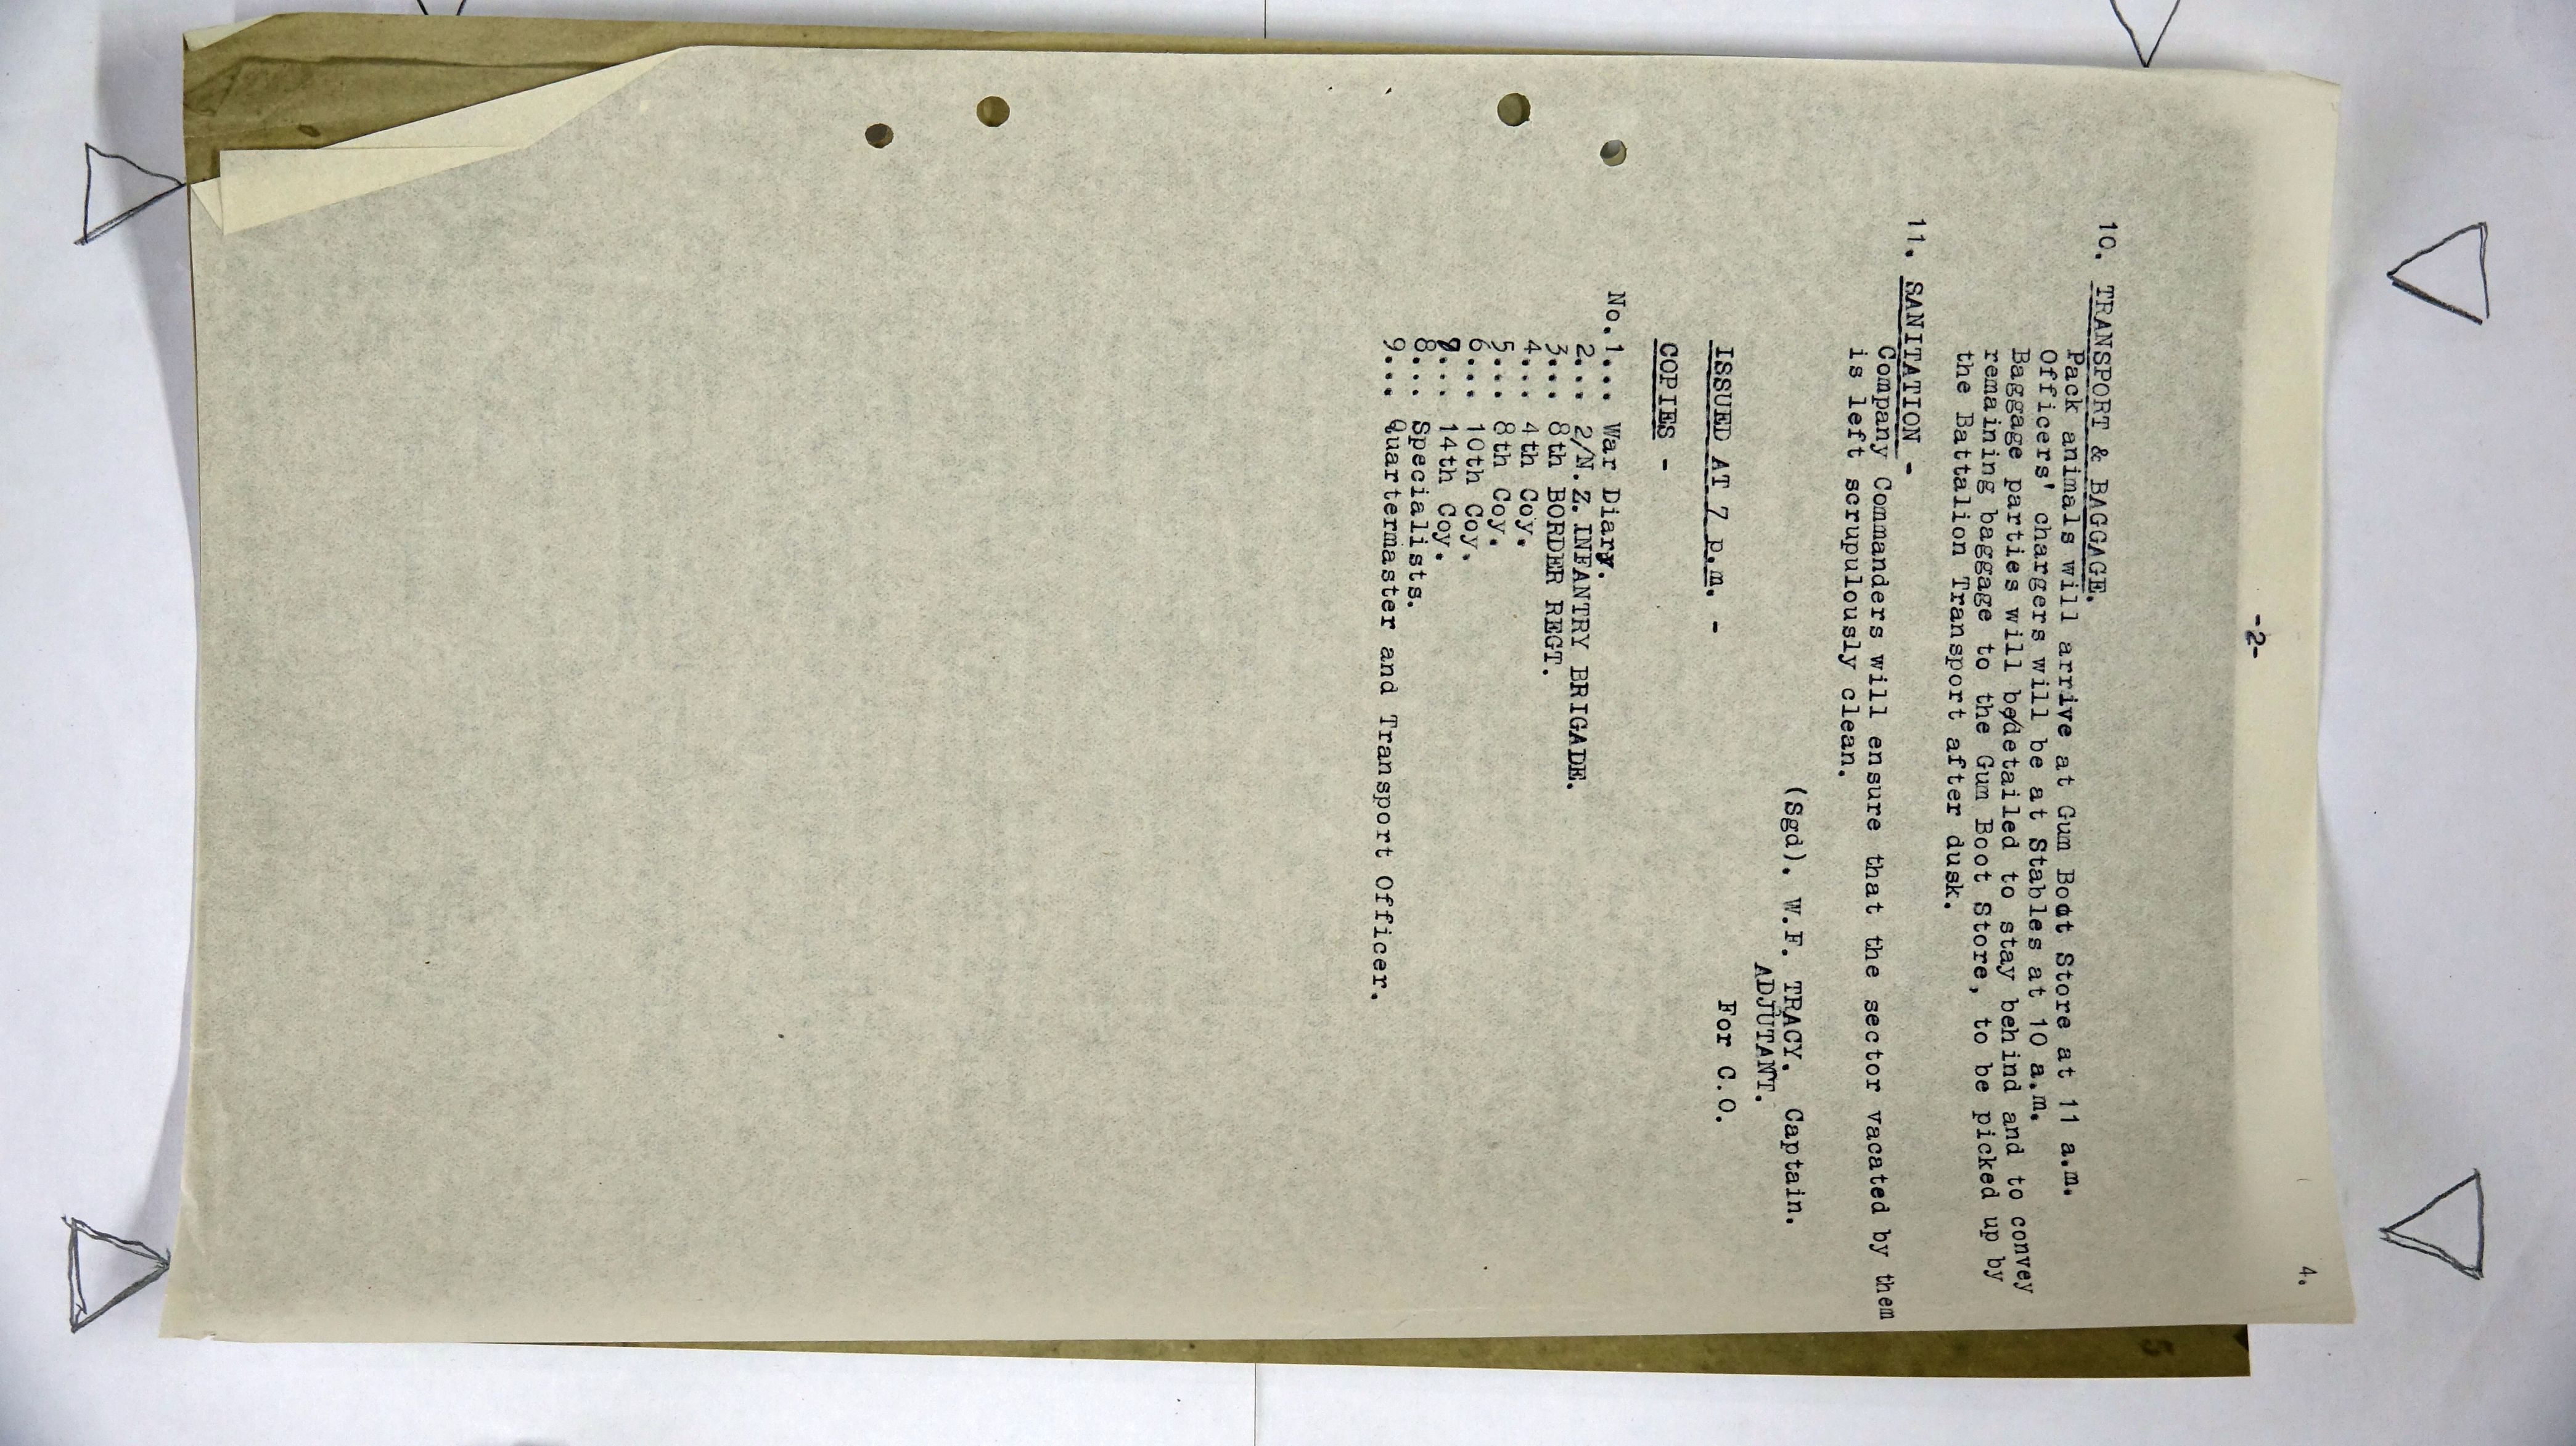 4.
-2-
10. TRANSPORT & BAGGAGE.
Pack animals will arrive at Gum Boot Store at 11 a.m.
Officers' chargers will be at Stables at 10 a.m.
Baggage parties will be/detailed to stay behind and to convey
remaining baggage to the Gum Boot Store, to be picked up by
the Battalion Transport after dusk.
11. SANITATION -
Company Commanders will ensure that the sector vacated by them
is left scrupulously clean.
(Sgd). W.F. TRACY. Captain.
ADJUTANT.
For C.O.
ISSUED AT 7 p.m. -
COPIES -
No.1... War Diary.
2... 2/N.Z.INFANTRY BRIGADE.
3... 8th BORDER REGT.
4... 4th Coy.
5... 8th Coy.
6... 10th Coy.
7... 14th Coy.
8... Specialists.
9... Quartermaster and Transport Officer.
5